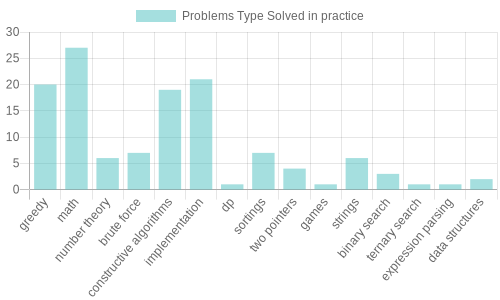 Problems Type Solved in practice
30
25
20
15
10
5
0
greedy
math
number theory
brute force
constructive algorithms
implementation
dp
sortings
two pointers
games
strings
binary search
ternary search
expression parsing
data structures